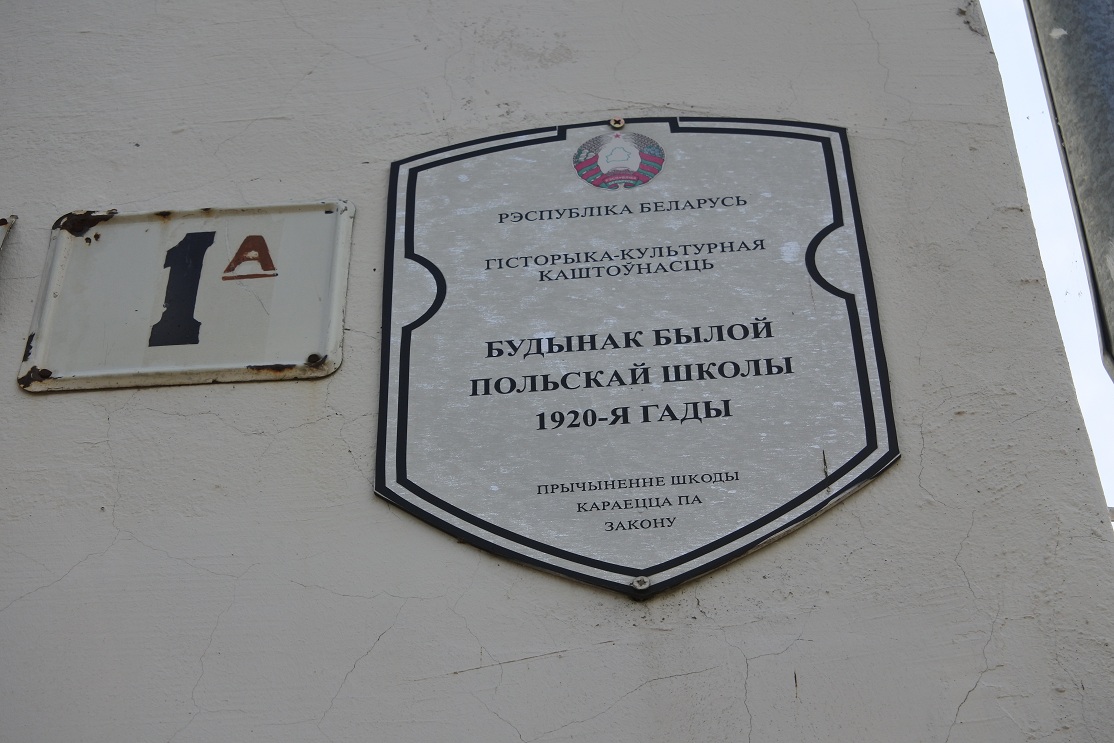 1А
РЭСПУБЛІКА БЕЛАРУСЬ
ГІСТОРЫКА-КУЛЬТУРНАЯ
КАШТОЎНАСЦЬ
БУДЫНАК БЫЛОЙ
ПОЛЬСКАЙ ШКОЛЫ
1920-Я ГАДЫ
ПРЫЧЫНЕННЕ ШКОДЫ
КАРАЕЦЦА ПА
ЗАКОНУ